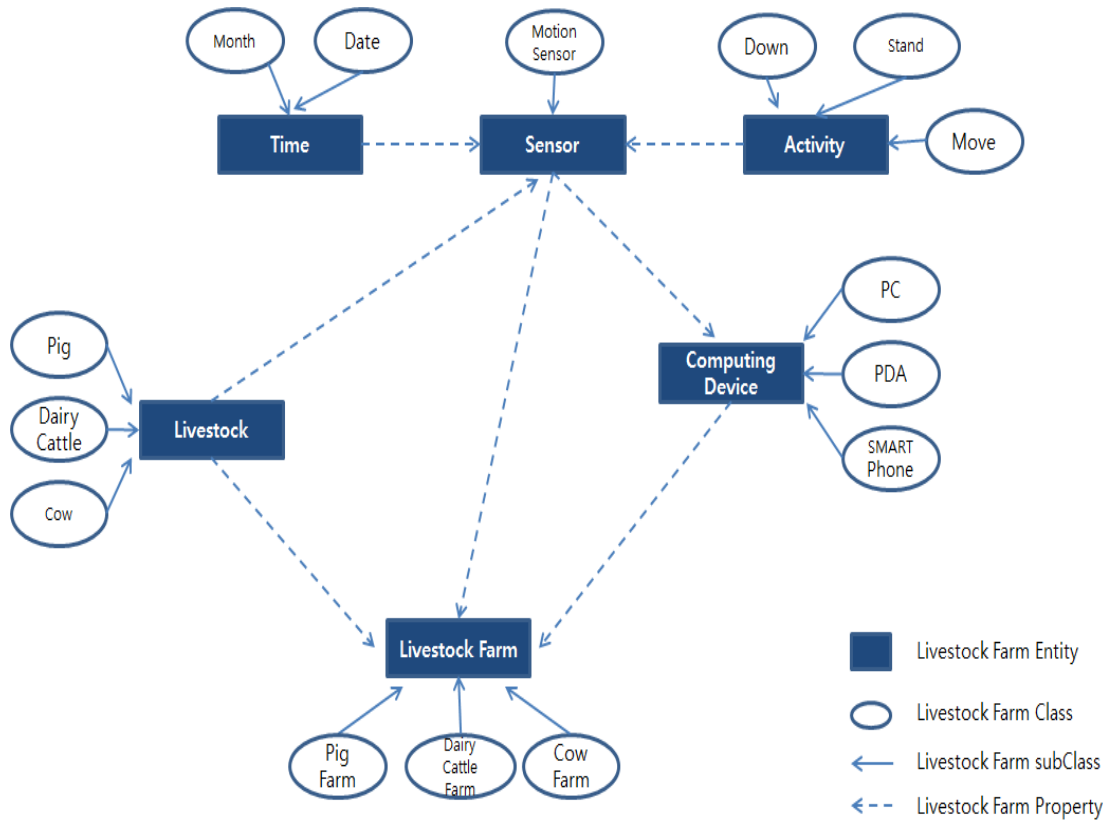 Month
Date
Motion
Sensor
Down
Stand
Time
Sensor
Activity
Move
PC
Pig
Computing
Device
PDA
Dairy
Cattle
Livestock
SMART
Phone
Cow
Livestock Farm
Livestock Farm Entity
Livestock Farm Class
Pig
Farm
Dairy
Cattle
Farm
Cow
Farm
Livestock Farm subClass
Livestock Farm Property